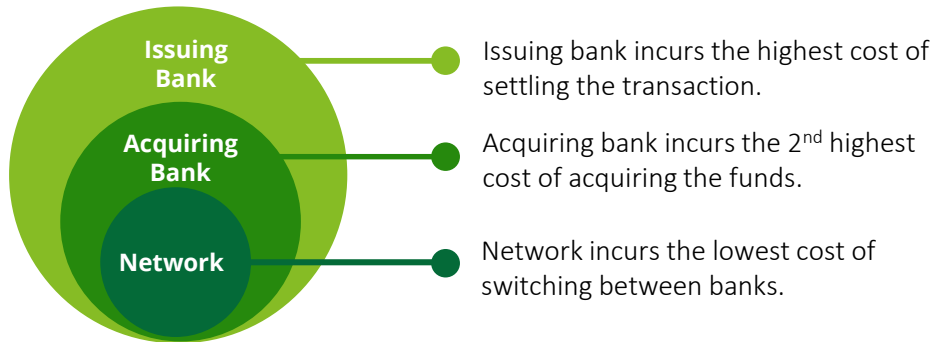 Issuing
Bank
Issuing bank incurs the highest cost of
settling the transaction.
Acquiring
Bank
Acquiring bank incurs the 2nd highest
cost of acquiring the funds.
Network
Network incurs the lowest cost of
switching between banks.